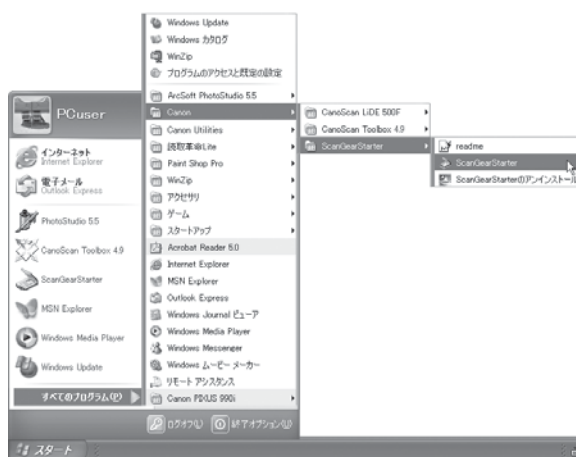 PCuser
インターネット
Internet Explorer
電子メール
Outlook Express
PhotoStudio 5.5
CanoScan Toolbox 4.9
ScanGearStarter
MSN Explorer
Windows Media Player
Windows Update
すべてのプログラム(P)
Windows Update
Windows カタログ
WinZip
プログラムのアクセスと既定の設定
ArcSoft PhotoStudio 5.5
Canon
Canon Utilities
読取革命Lite
Paint Shop Pro
WinZip
アクセサリ
ゲーム
スタートアップ
Acrobat Reader 5.0
Internet Explorer
MSN Explorer
Outlook Express
Windows Journal ビューア
Windows Media Player
Windows Messenger
Windows ムービー メーカー
リモート アシスタンス
Canon PIXUS 990i
CanoScan LiDE 500F
CanoScan Toolbox 4.9
ScanGearStarter
readme
ScanGearStarter
ScanGearStarterのアンインストール
ログオフ(L)
終了オプション(U)
スタート